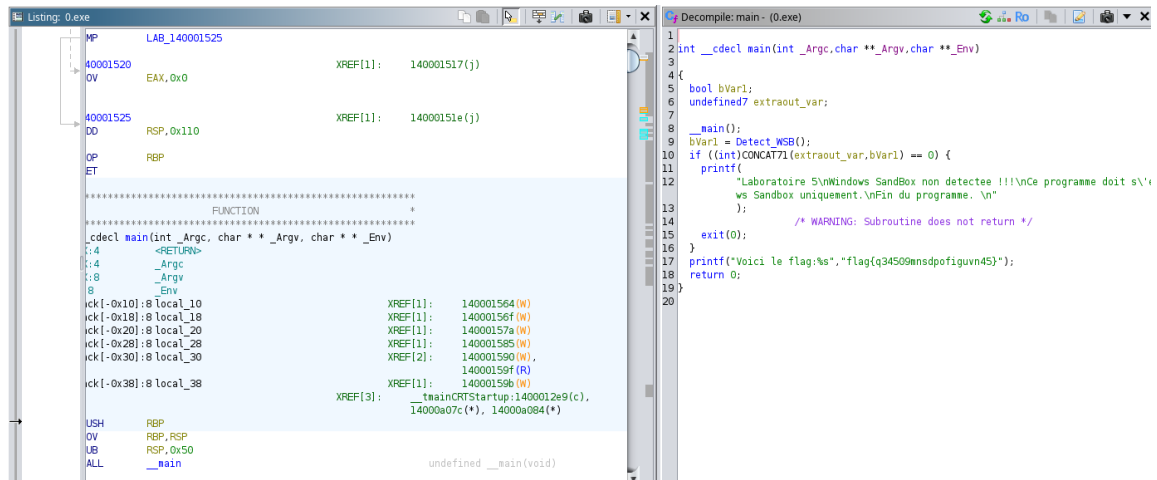 Listing: 0.exe
MP LAB_140001525
40001520 XREF[1]: 140001517(j)
OV EAX,0x0
40001525 XREF[1]: 14000151e(j)
DD RSP,0x110
OP RBP
ET
*******************************************************
FUNCTION *
*******************************************************
_cdecl main(int _Argc, char * * _Argv, char * * _Env)
:4 <RETURN>
:4 _Argc
:8 _Argv
8 _Env
ck[-0x10]:8 local_10 XREF[1]: 140001564(W)
ck[-0x18]:8 local_18 XREF[1]: 14000156f(W)
ck[-0x20]:8 local_20 XREF[1]: 14000157a(W)
ck[-0x28]:8 local_28 XREF[1]: 140001585(W)
ck[-0x30]:8 local_30 XREF[2]: 140001590(W),
14000159f(R)
ck[-0x38]:8 local_38 XREF[1]: 14000159b(W)
XREF[3]: __tmainCRTStartup:1400012e9(c),
14000a07c(*), 14000a084(*)
USH RBP
OV RBP,RSP
UB RSP,0x50
ALL __main undefined __main(void)
Decompile: main - (0.exe)
Ro
1
2 int __cdecl main(int _Argc,char **_Argv,char **_Env)
3
4 {
5 bool bVar1;
6 undefined7 extraout_var;
7
8 __main();
9 bVar1 = Detect_WSB();
10 if ((int)CONCAT71(extraout_var,bVar1) == 0) {
11 printf(
12 "Laboratoire 5\nWindows SandBox non detectee !!!\nCe programme doit s\'e
ws Sandbox uniquement.\nFin du programme. \n"
13 );
14 /* WARNING: Subroutine does not return */
15 exit(0);
16 }
17 printf("Voici le flag:%s","flag{q34509mnsdpofiguvn45}");
18 return 0;
19 }
20